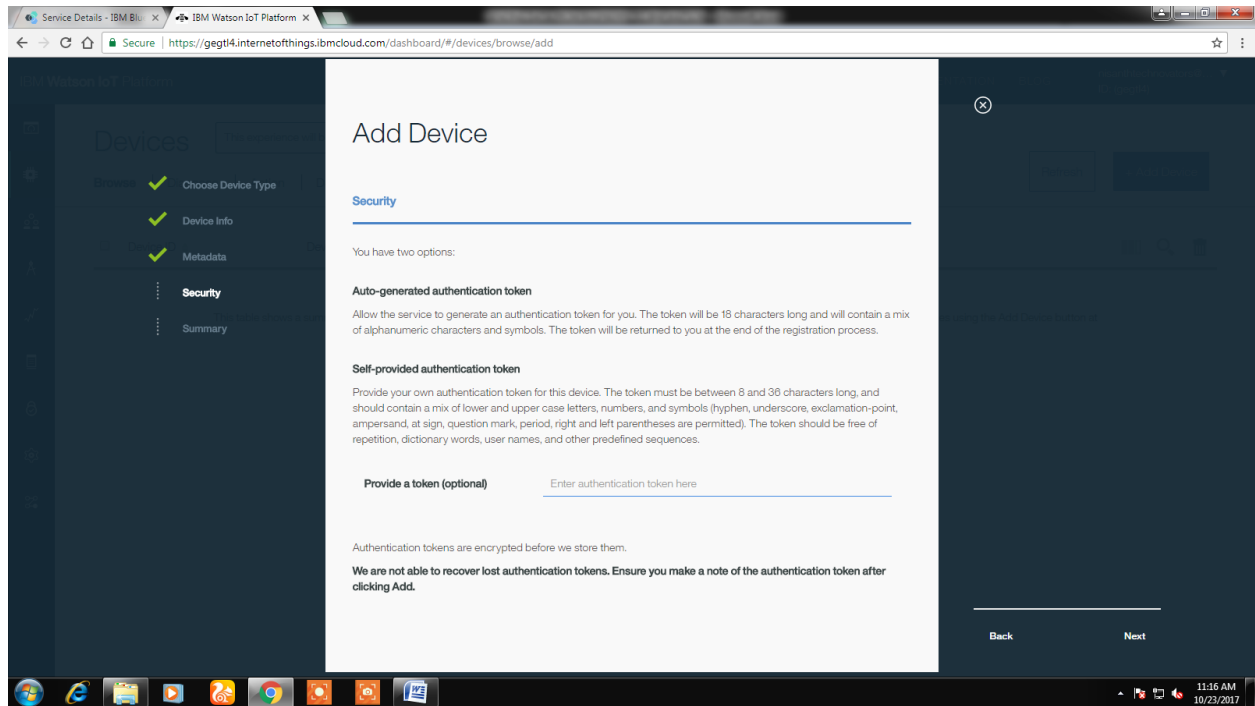 Service Details - IBM Blu
IBM Watson IoT Platform
Secure | https://gegtl4.internetofthings.ibmcloud.com/dashboard/#/devices/browse/add
IBM Watson IoT Platform
Devices
Browse
Add Device
Choose Device Type
Device Info
Metadata
Security
Summary
Add Device
Security
You have two options:
Auto-generated authentication token
Allow the service to generate an authentication token for you. The token will be 18 characters long and will contain a mix
of alphanumeric characters and symbols. The token will be returned to you at the end of the registration process.
Self-provided authentication token
Provide your own authentication token for this device. The token must be between 8 and 36 characters long, and
should contain a mix of lower and upper case letters, numbers, and symbols (hyphen, underscore, exclamation-point,
ampersand, at sign, question mark, period, right and left parentheses are permitted). The token should be free of
repetition, dictionary words, user names, and other predefined sequences.
Provide a token (optional)
Enter authentication token here
Authentication tokens are encrypted before we store them.
We are not able to recover lost authentication tokens. Ensure you make a note of the authentication token after
clicking Add.
Back
Next
11:16 AM
10/23/2017